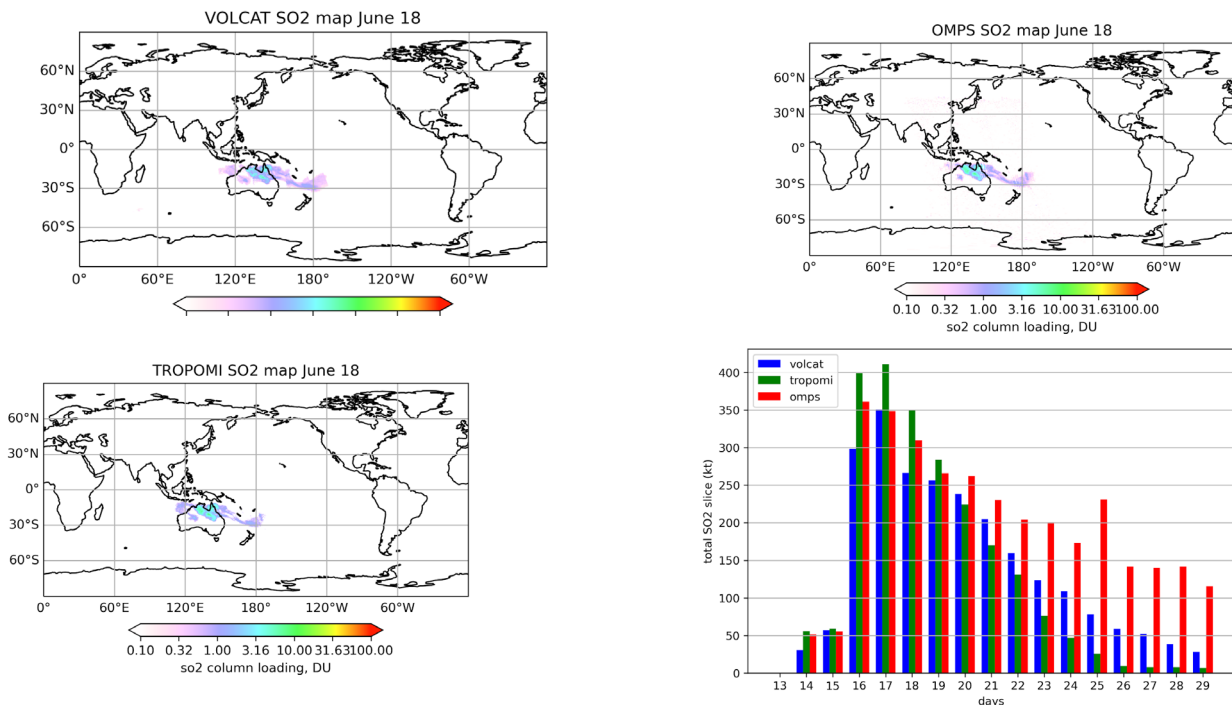 VOLCAT SO2 map June 18
60°N
30°N
0°
30°S
60°S
0° 60°E 120°E 180° 120°W 60°W
OMPS SO2 map June 18
60°N
30°N
0°
30°S
60°S
0° 60°E 120°E 180° 120°W 60°W
0.10 0.32 1.00 3.16 10.00 31.63 100.00
so2 column loading, DU
TROPOMI SO2 map June 18
60°N
30°N
0°
30°S
60°S
0° 60°E 120°E 180° 120°W 60°W
0.10 0.32 1.00 3.16 10.00 31.63 100.00
so2 column loading, DU
volcat
tropomi
omps
total SO2 slice (kt)
400
350
300
250
200
150
100
50
0
13 14 15 16 17 18 19 20 21 22 23 24 25 26 27 28 29
days